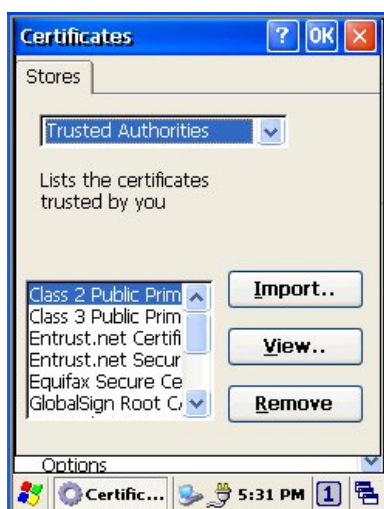 Certificates ? OK
Stores
Trusted Authorities
Lists the certificates
trusted by you
Class 2 Public Prim
Class 3 Public Prim
Entrust.net Certifi
Entrust.net Secur
Equifax Secure Ce
GlobalSign Root C
Import..
View..
Remove
Options
Certific... 5:31 PM 1